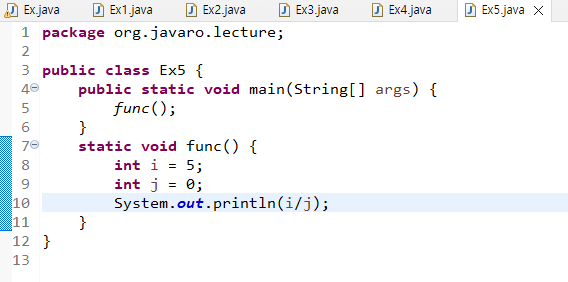 Ex.java Ex1.java Ex2.java Ex3.java Ex4.java Ex5.java
1 package org.javaro.lecture;
2
3 public class Ex5 {
4     public static void main(String[] args) {
5         func();
6     }
7     static void func() {
8         int i = 5;
9         int j = 0;
10         System.out.println(i/j);
11     }
12 }
13